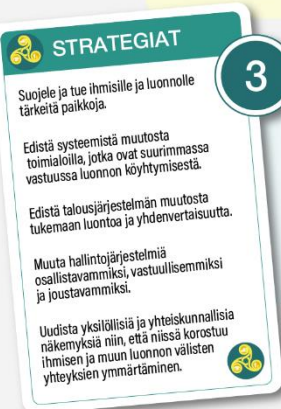 STRATEGIAT
3
Suojele ja tue ihmisille ja luonnolle
tärkeitä paikkoja.
Edistä systeemistä muutosta
toimialoilla, jotka ovat suurimmassa
vastuussa luonnon köyhtymisestä.
Edistä talousjärjestelmän muutosta
tukemaan luontoa ja yhdenvertaisuutta.
Muuta hallintojärjestelmiä
osallistavammiksi, vastuullisemmiksi
ja joustavammiksi.
Uudista yksilöllisiä ja yhteiskunnallisia
näkemyksiä niin, että niissä korostuu
ihmisen ja muun luonnon välisten
yhteyksien ymmärtäminen.